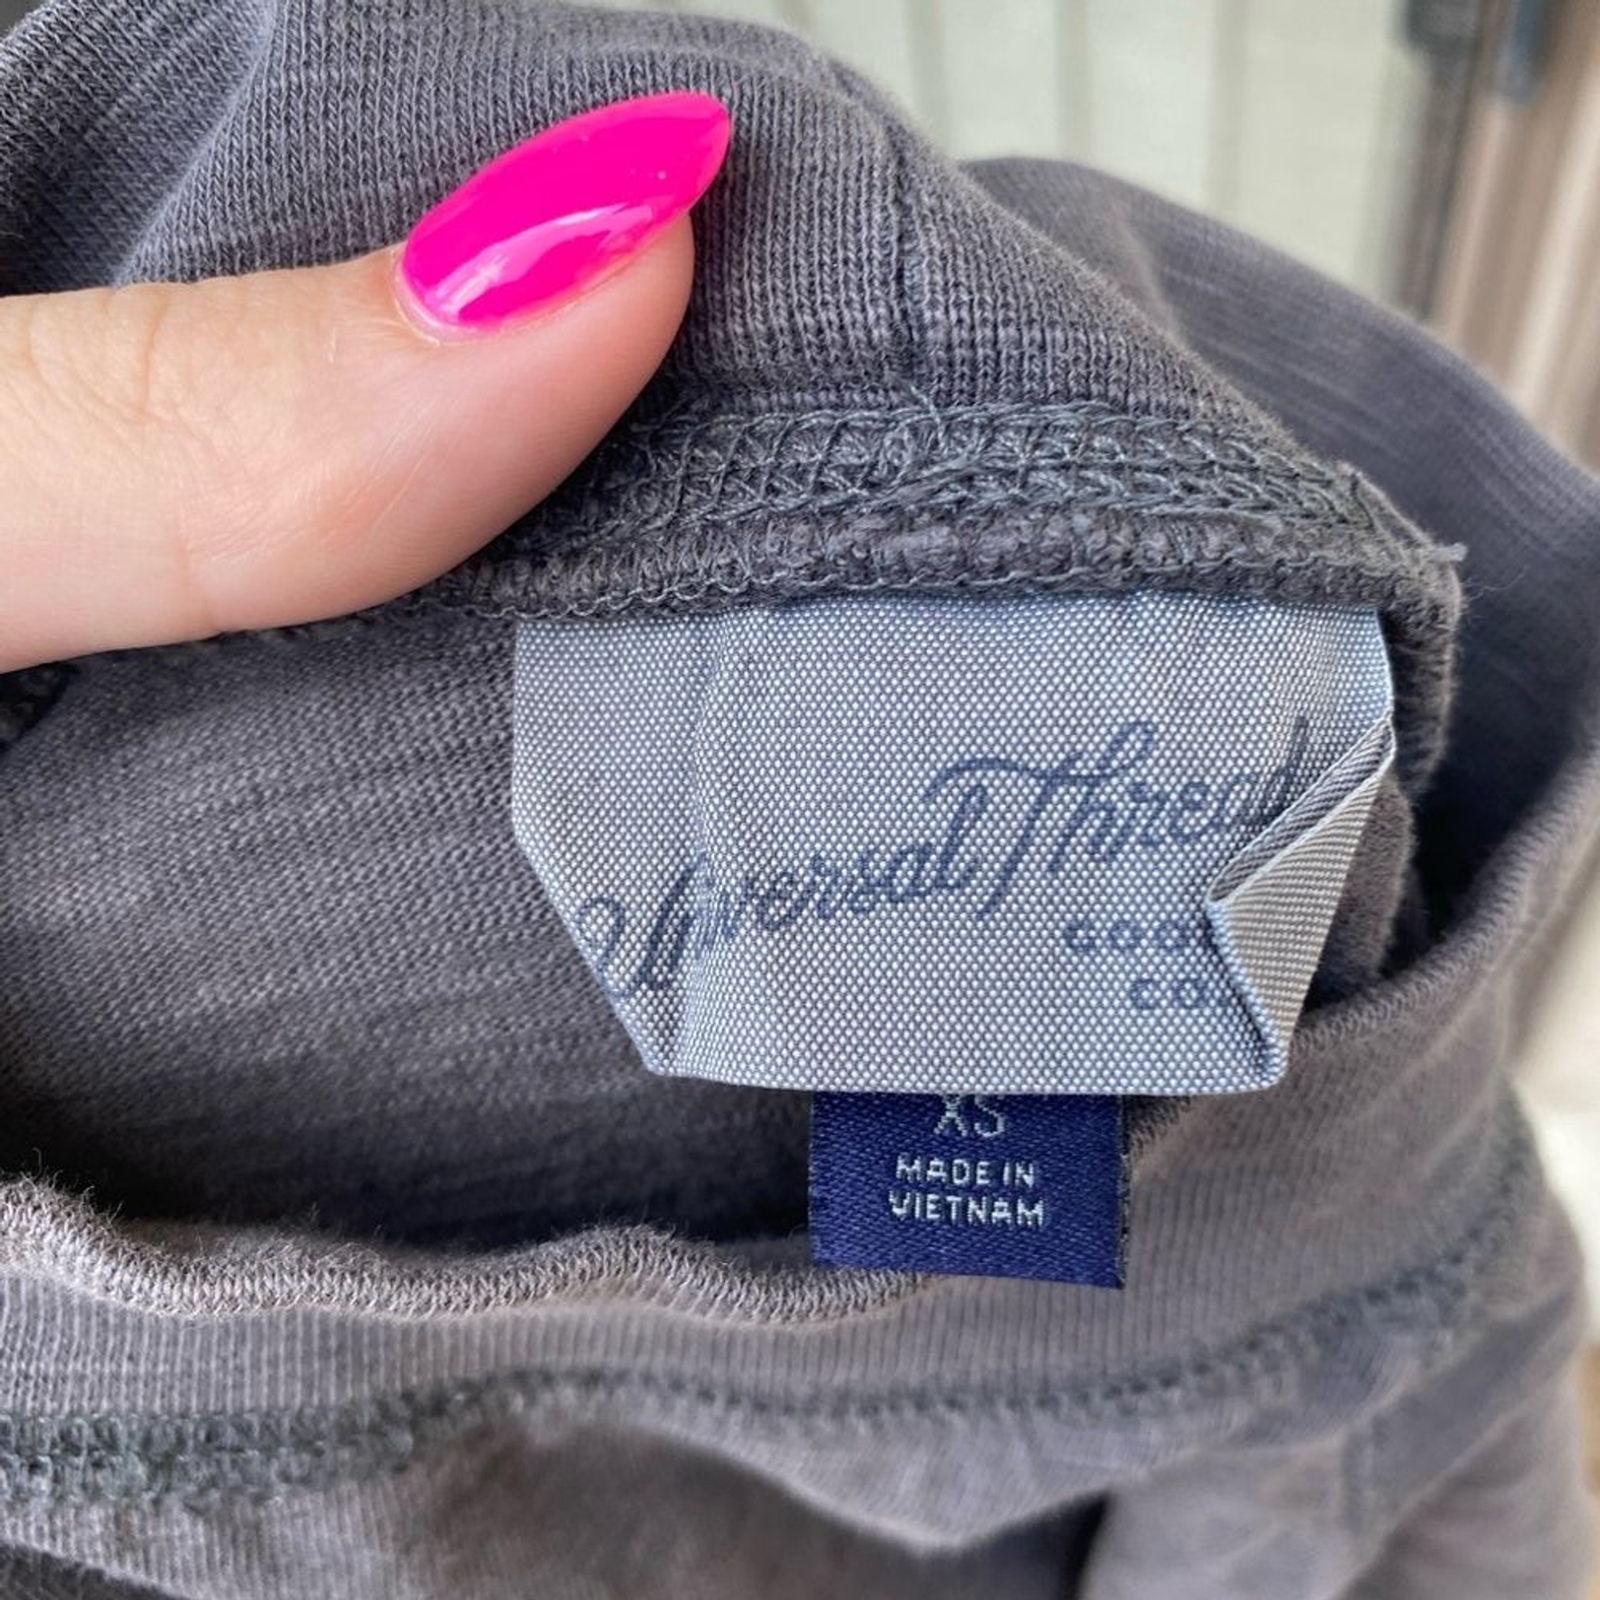 Universal Thread
XS
MADE IN
VIETNAM